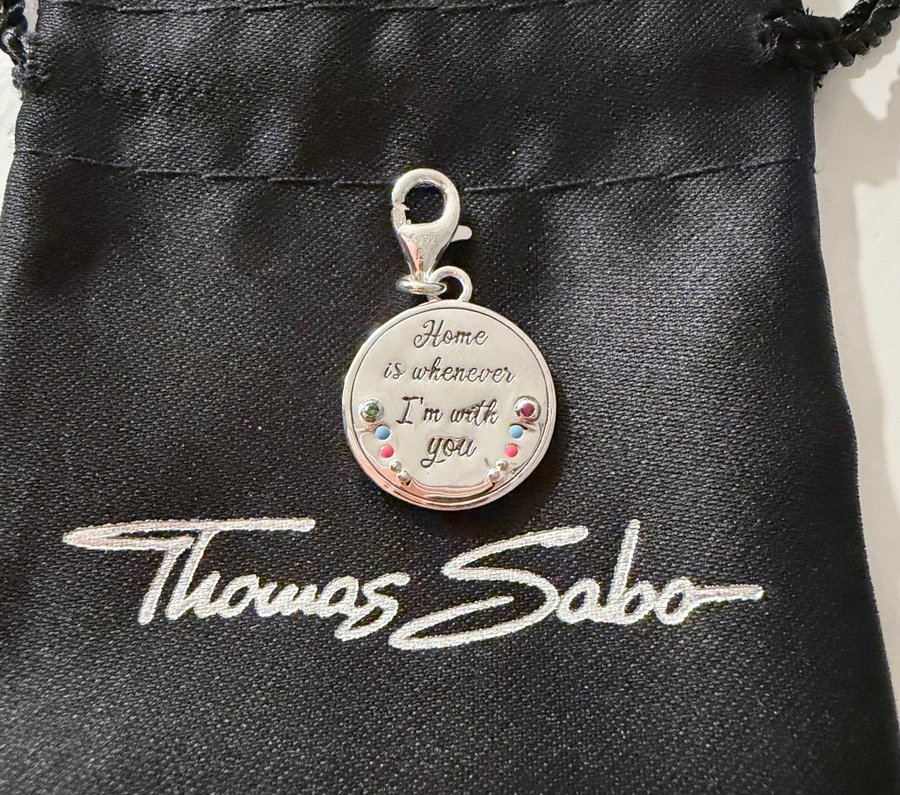 Home
is whenever
I'm with
you
Thomas Sabo